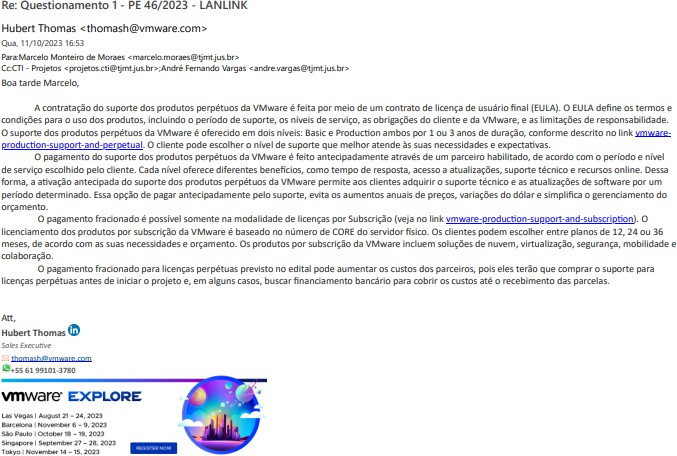 Re: Questionamento 1 - PE 46/2023 - LANLINK
Hubert Thomas <thomash@vmware.com>
Qua, 11/10/2023 16:53
Para:Marcelo Monteiro de Moraes <marcelo.moraes@tjmt.jus.br>
Cc:CTI - Projetos <projetos.cti@tjmt.jus.br>;André Fernando Vargas <andre.vargas@tjmt.jus.br>
Boa tarde Marcelo,
A contratação do suporte dos produtos perpétuos da VMware é feita por meio de um contrato de licença de usuário final (EULA). O EULA define os termos e
condições para o uso dos produtos, incluindo o período de suporte, os níveis de serviço, as obrigações do cliente e da VMware, e as limitações de responsabilidade.
O suporte dos produtos perpétuos da VMware é oferecido em dois níveis: Basic e Production ambos por 1 ou 3 anos de duração, conforme descrito no link vmware-
production-support-and-perpetual. O cliente pode escolher o nível de suporte que melhor atende às suas necessidades e expectativas.
O pagamento do suporte dos produtos perpétuos da VMware é feito antecipadamente através de um parceiro habilitado, de acordo com o período e nível
de serviço escolhido pelo cliente. Cada nível oferece diferentes benefícios, como tempo de resposta, acesso a atualizações, suporte técnico e recursos online. Dessa
forma, a ativação antecipada do suporte dos produtos perpétuos da VMware permite aos clientes adquirir o suporte técnico e as atualizações de software por um
período determinado. Essa opção de pagar antecipadamente pelo suporte, evita os aumentos anuais de preços, variações do dólar e simplifica o gerenciamento do
orçamento.
O pagamento fracionado é possível somente na modalidade de licenças por Subscrição (veja no link vmware-production-support-and-subscription). O
licenciamento dos produtos por subscrição da VMware é baseado no número de CORE do servidor físico. Os clientes podem escolher entre planos de 12, 24 ou 36
meses, de acordo com as suas necessidades e orçamento. Os produtos por subscrição da VMware incluem soluções de nuvem, virtualização, segurança, mobilidade e
colaboração.
O pagamento fracionado para licenças perpétuas previsto no edital pode aumentar os custos dos parceiros, pois eles terão que comprar o suporte para
licenças perpétuas antes de iniciar o projeto e, em alguns casos, buscar financiamento bancário para cobrir os custos até o recebimento das parcelas.
Att,
Hubert Thomas in
Sales Executive
thomash@vmware.com
+55 61 99101-3780
vmware EXPLORE
Las Vegas | August 21 – 24, 2023
Barcelona | November 6 – 9, 2023
São Paulo | October 18 – 19, 2023
Singapore | September 27 – 28, 2023
Tokyo | November 14 – 15, 2023
REGISTER NOW